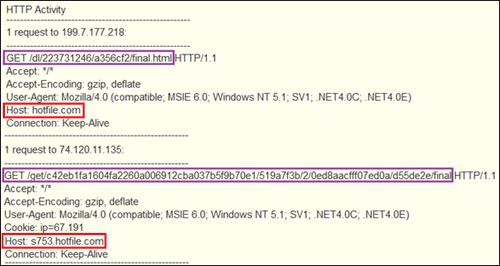 HTTP Activity
------------------------------------------------------
1 request to 199.7.177.218:
------------------------------------------------------
GET /dl/223731246/a356cf2/final.html HTTP/1.1
Accept: */*
Accept-Encoding: gzip, deflate
User-Agent: Mozilla/4.0 (compatible; MSIE 6.0; Windows NT 5.1; SV1; .NET4.0C; .NET4.0E)
Host: hotfile.com
Connection: Keep-Alive
------------------------------------------------------
1 request to 74.120.11.135:
------------------------------------------------------
GET /get/c42eb1fa1604fa2260a006912cba037b5f9b70e1/519a7f3b/2/0ed8aacfff07ed0a/d55de2e/final HTTP/1.1
Accept: */*
User-Agent: Mozilla/4.0 (compatible; MSIE 6.0; Windows NT 5.1; SV1; .NET4.0C; .NET4.0E)
Cookie: ip=67.191
Accept-Encoding: gzip, deflate
Host: s753.hotfile.com
Connection: Keep-Alive
------------------------------------------------------